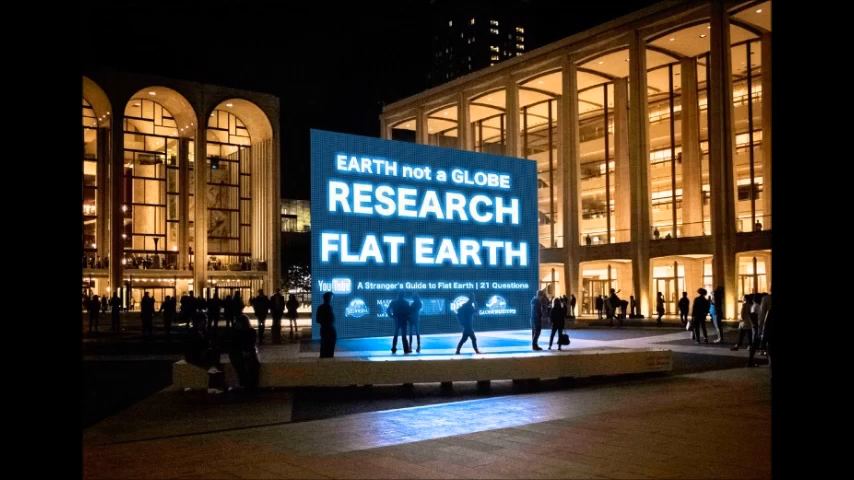 EARTH not a GLOBE
RESEARCH
FLAT EARTH
YouTube A Stranger's Guide to Flat Earth | 21 Questions